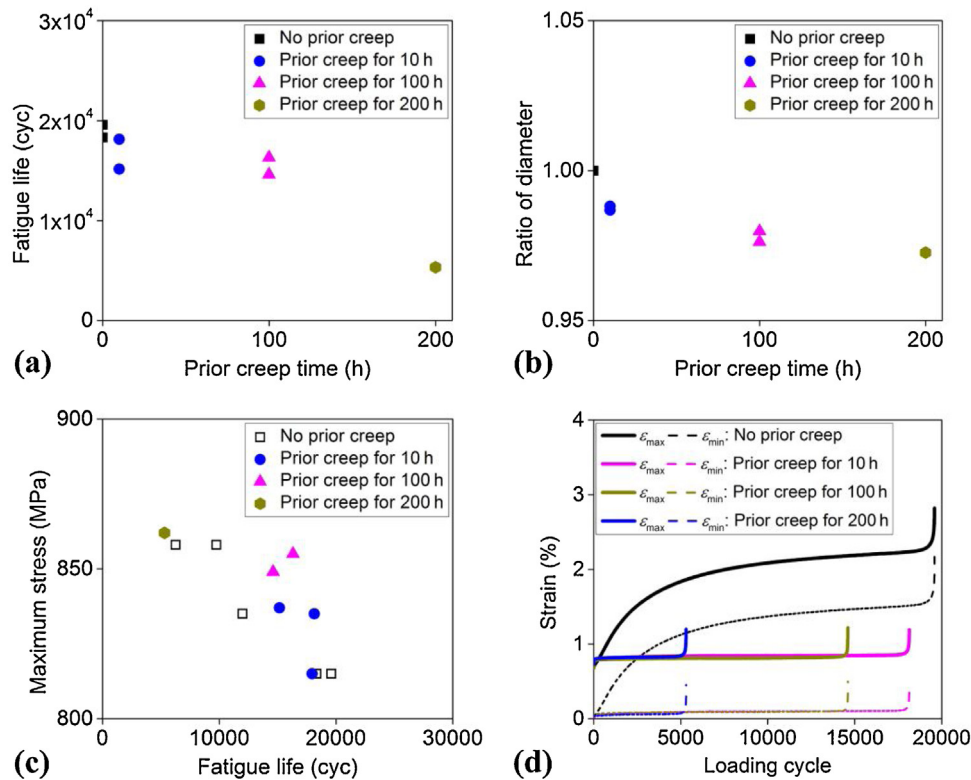 3x10⁴
2x10⁴
1x10⁴
0
0 100 200
Fatigue life (cyc)
Prior creep time (h)
No prior creep
Prior creep for 10 h
Prior creep for 100 h
Prior creep for 200 h
(a)
1.05
1.00
0.95
0 100 200
Ratio of diameter
Prior creep time (h)
No prior creep
Prior creep for 10 h
Prior creep for 100 h
Prior creep for 200 h
(b)
900
850
800
0 10000 20000 30000
Maximum stress (MPa)
Fatigue life (cyc)
No prior creep
Prior creep for 10 h
Prior creep for 100 h
Prior creep for 200 h
(c)
4
3
2
1
0
0 5000 10000 15000 20000
Strain (%)
Loading cycle
εmax εmin: No prior creep
εmax εmin: Prior creep for 10 h
εmax εmin: Prior creep for 100 h
εmax εmin: Prior creep for 200 h
(d)